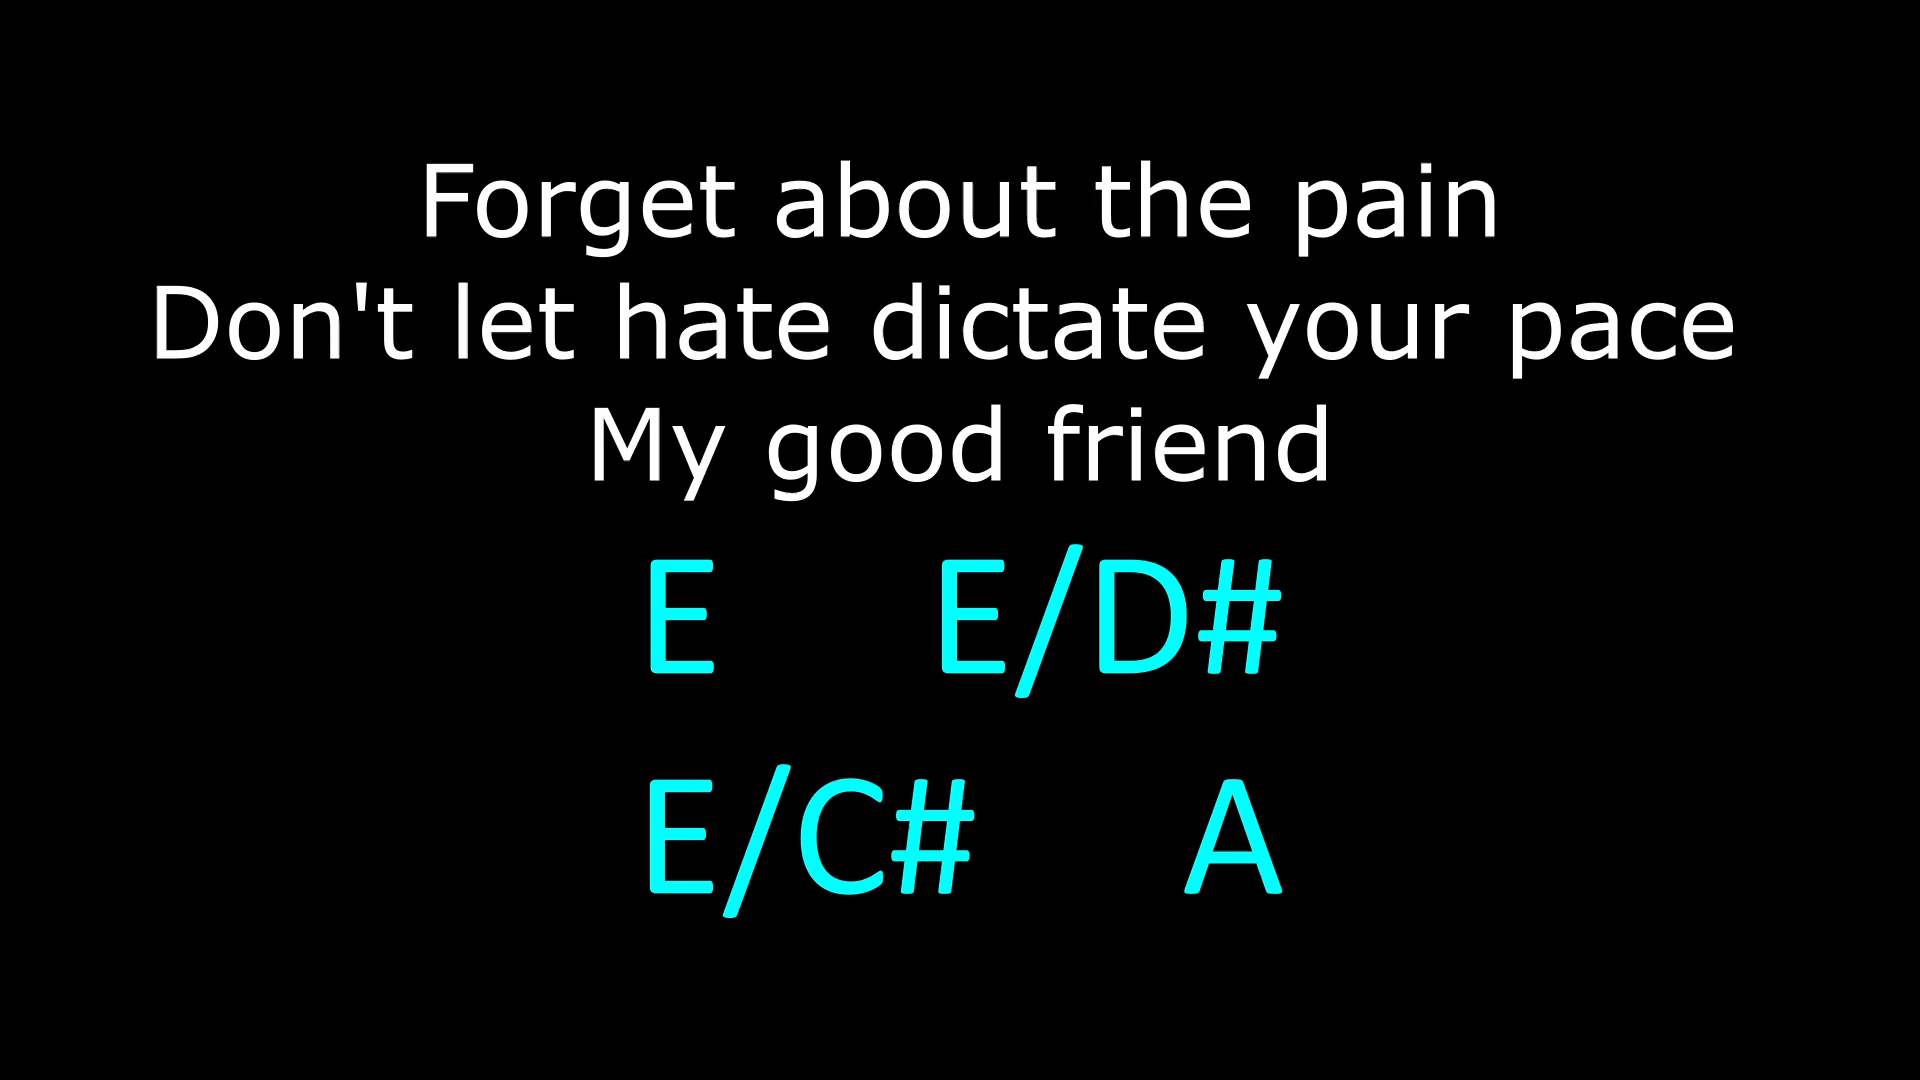 Forget about the pain
Don't let hate dictate your pace
My good friend
E E/D#
E/C# A